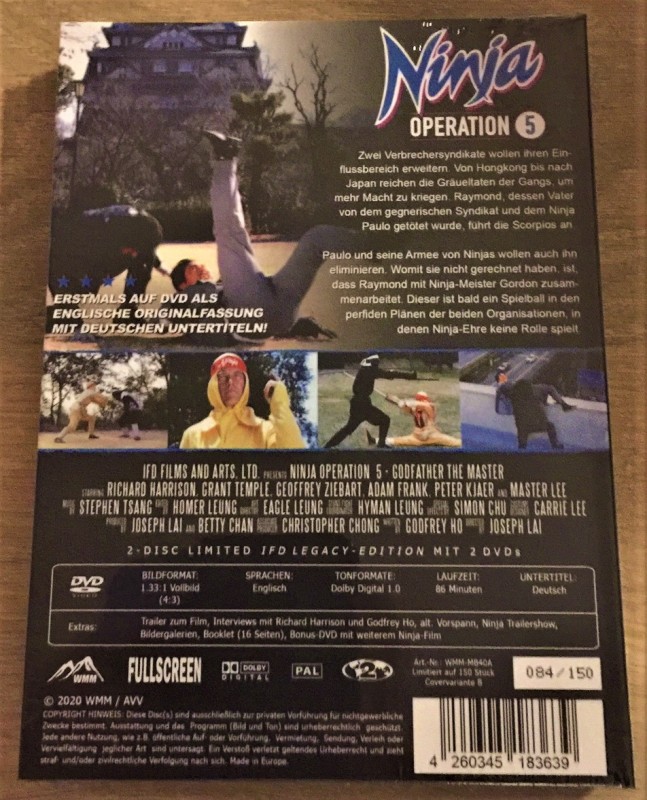 Ninja
OPERATION 5
Zwei Verbrechersyndikate wollen ihren Ein-
flussbereich erweitern. Von Hongkong bis nach
Japan reichen die Gräueltaten der Gangs, um
mehr Macht zu kriegen. Raymond, dessen Vater
von dem gegnerischen Syndikat und dem Ninja
Paulo getötet wurde, führt die Scorpios an.
Paulo und seine Armee von Ninjas wollen auch ihn
eliminieren. Womit sie nicht gerechnet haben, ist,
dass Raymond mit Ninja-Meister Gordon zusam-
menarbeitet. Dieser ist bald ein Spielball in den
perfiden Plänen der beiden Organisationen, in
denen Ninja-Ehre keine Rolle spielt.
ERSTMALS AUF DVD ALS
ENGLISCHE ORIGINALFASSUNG
MIT DEUTSCHEN UNTERTITELN!
IFD FILMS AND ARTS, LTD. PRESENTS NINJA OPERATION 5 - GODFATHER THE MASTER
STARRING RICHARD HARRISON, GRANT TEMPLE, GEOFFREY ZIEBART, ADAM FRANK, PETER KJAER AND MASTER LEE
STEPHEN TSANG HOMER LEUNG EAGLE LEUNG HYMAN LEUNG SIMON CHU CARRIE LEE
JOSEPH LAI AND BETTY CHAN CHRISTOPHER CHONG GODFREY HO JOSEPH LAI
2-DISC LIMITED IFD LEGACY-EDITION MIT 2 DVDs
DVD VIDEO
BILDFORMAT: SPRACHEN: TONFORMATE: LAUFZEIT: UNTERTITEL:
1.33:1 Vollbild Englisch Dolby Digital 1.0 86 Minuten Deutsch
(4:3)
Extras: Trailer zum Film, Interviews mit Richard Harrison und Godfrey Ho, alt. Vorspann, Ninja Trailershow,
Bildergalerien, Booklet (16 Seiten), Bonus-DVD mit weiterem Ninja-Film
WMM FULLSCREEN DOLBY DIGITAL PAL 2
Art.-Nr.: WMM-MB40A
Limitiert auf 150 Stück
Covervariante B
084/150
© 2020 WMM / AVV
COPYRIGHT HINWEIS: Diese Disc(s) sind ausschließlich zur privaten Vorführung für nichtgewerbliche
Zwecke bestimmt. Ausstattung und das Programm (Bild und Ton) sind urheberrechtlich geschützt.
Jede andere Nutzung, wie z.B. öffentliche Auf- oder Vorführung, Vermietung, Sendung, Verleih oder
Vervielfältigung jeglicher Art sind untersagt. Ein Verstoß verletzt geltendes Urheberrecht und zieht
straf- und/oder zivilrechtliche Verfolgung nach sich. Made in Europe.
4 260345 183639